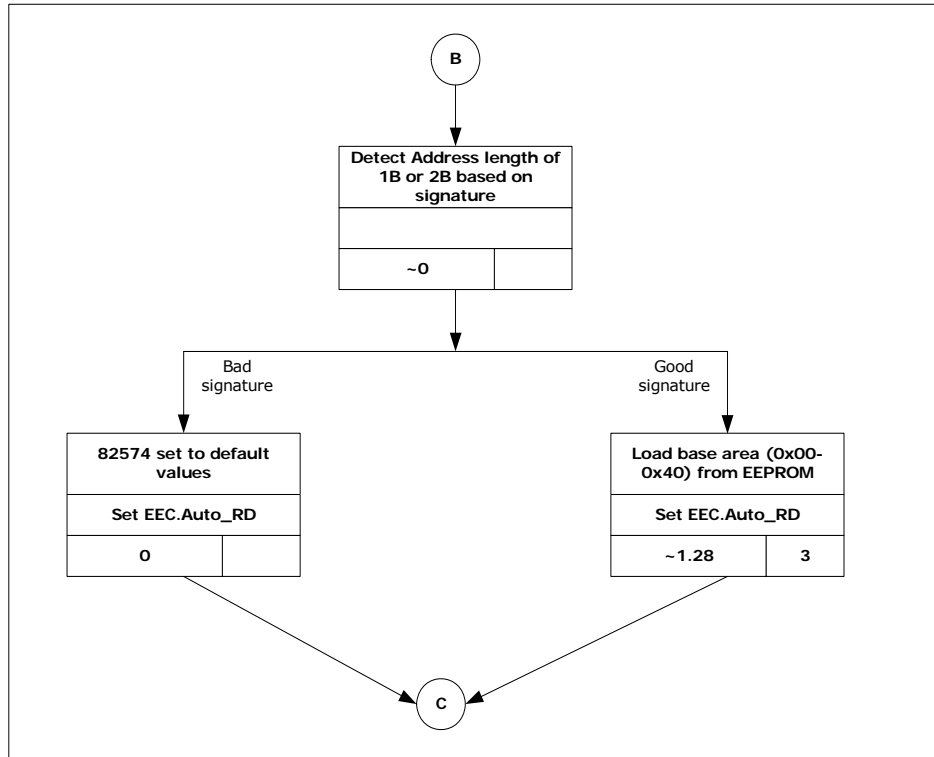 B
Detect Address length of
1B or 2B based on
signature
~0
Bad
signature
Good
signature
82574 set to default
values
Set EEC.Auto_RD
0
Load base area (0x00-
0x40) from EEPROM
Set EEC.Auto_RD
~1.28
3
C